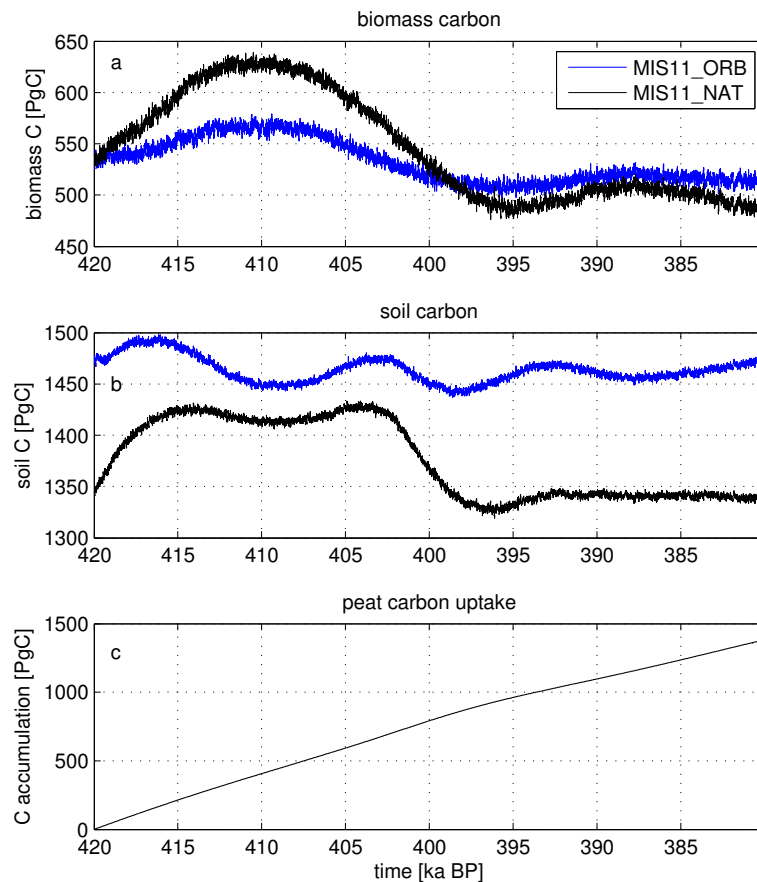 biomass carbon
650
600
550
500
450
biomass C [PgC]
a
MIS11_ORB
MIS11_NAT
420 415 410 405 400 395 390 385
soil carbon
1500
1450
1400
1350
1300
soil C [PgC]
b
420 415 410 405 400 395 390 385
peat carbon uptake
1500
1000
500
0
C accumulation [PgC]
c
420 415 410 405 400 395 390 385
time [ka BP]